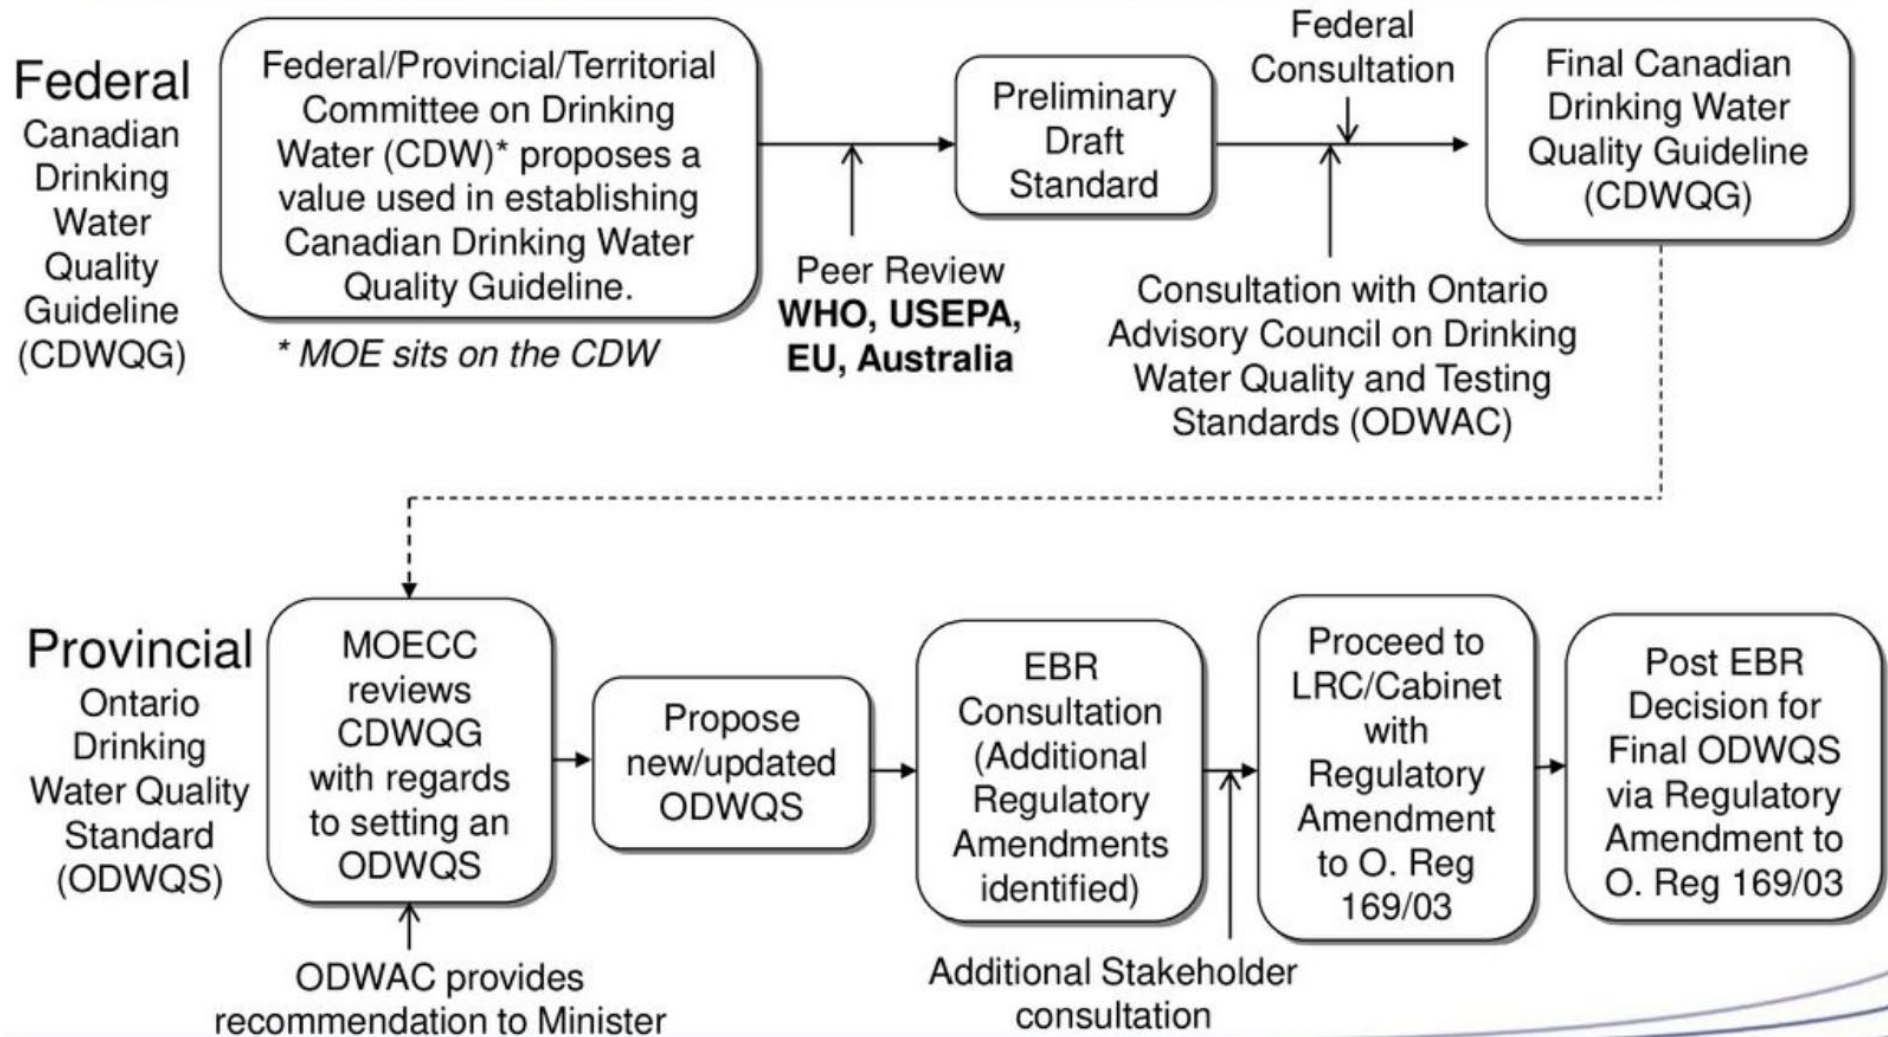 Federal
Canadian
Drinking
Water
Quality
Guideline
(CDWQG)
Federal/Provincial/Territorial
Committee on Drinking
Water (CDW)* proposes a
value used in establishing
Canadian Drinking Water
Quality Guideline.
* MOE sits on the CDW
Peer Review
WHO, USEPA,
EU, Australia
Preliminary
Draft
Standard
Federal
Consultation
Consultation with Ontario
Advisory Council on Drinking
Water Quality and Testing
Standards (ODWAC)
Final Canadian
Drinking Water
Quality Guideline
(CDWQG)
Provincial
Ontario
Drinking
Water Quality
Standard
(ODWQS)
MOECC
reviews
CDWQG
with regards
to setting an
ODWQS
ODWAC provides
recommendation to Minister
Propose
new/updated
ODWQS
EBR
Consultation
(Additional
Regulatory
Amendments
identified)
Additional Stakeholder
consultation
Proceed to
LRC/Cabinet
with
Regulatory
Amendment
to O. Reg
169/03
Post EBR
Decision for
Final ODWQS
via Regulatory
Amendment to
O. Reg 169/03